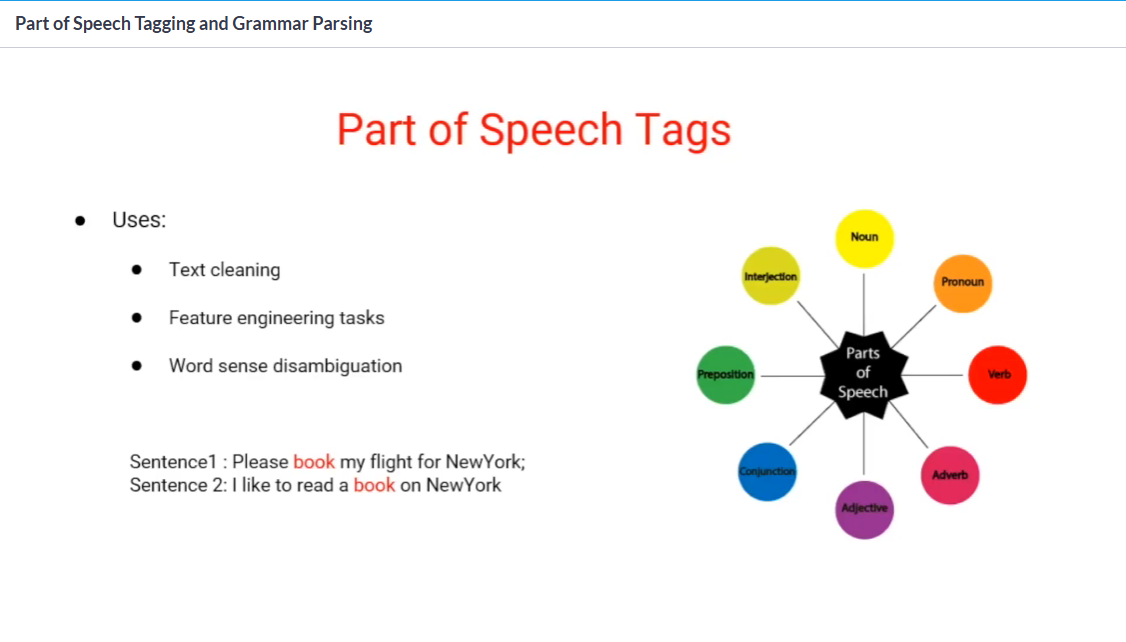 Part of Speech Tagging and Grammar Parsing
Part of Speech Tags
● Uses:
● Text cleaning
● Feature engineering tasks
● Word sense disambiguation
Sentence1 : Please book my flight for NewYork;
Sentence 2: I like to read a book on NewYork
Noun
Interjection
Pronoun
Parts
of
Speech
Preposition
Verb
Conjunction
Adverb
Adjective